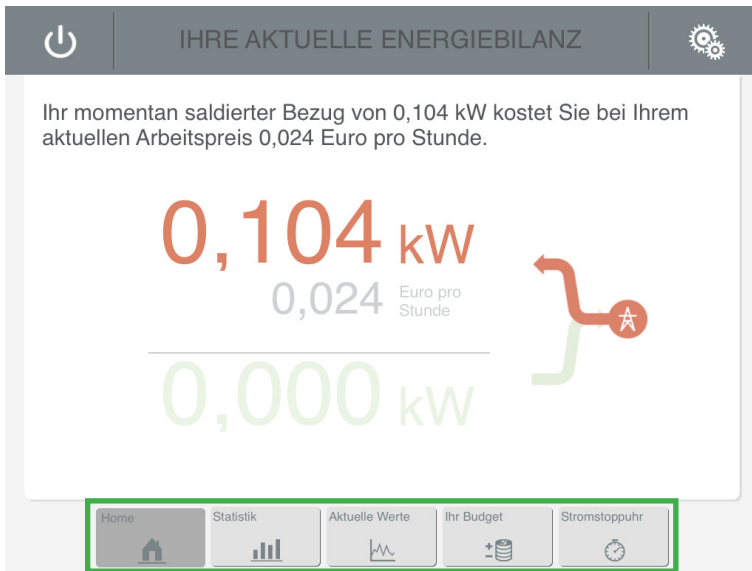 IHRE AKTUELLE ENERGIEBILANZ
Ihr momentan saldierter Bezug von 0,104 kW kostet Sie bei Ihrem
aktuellen Arbeitspreis 0,024 Euro pro Stunde.
0,104 kW
0,024 Euro pro
Stunde
0,000 kW
Home
Statistik
Aktuelle Werte
Ihr Budget
Stromstoppuhr